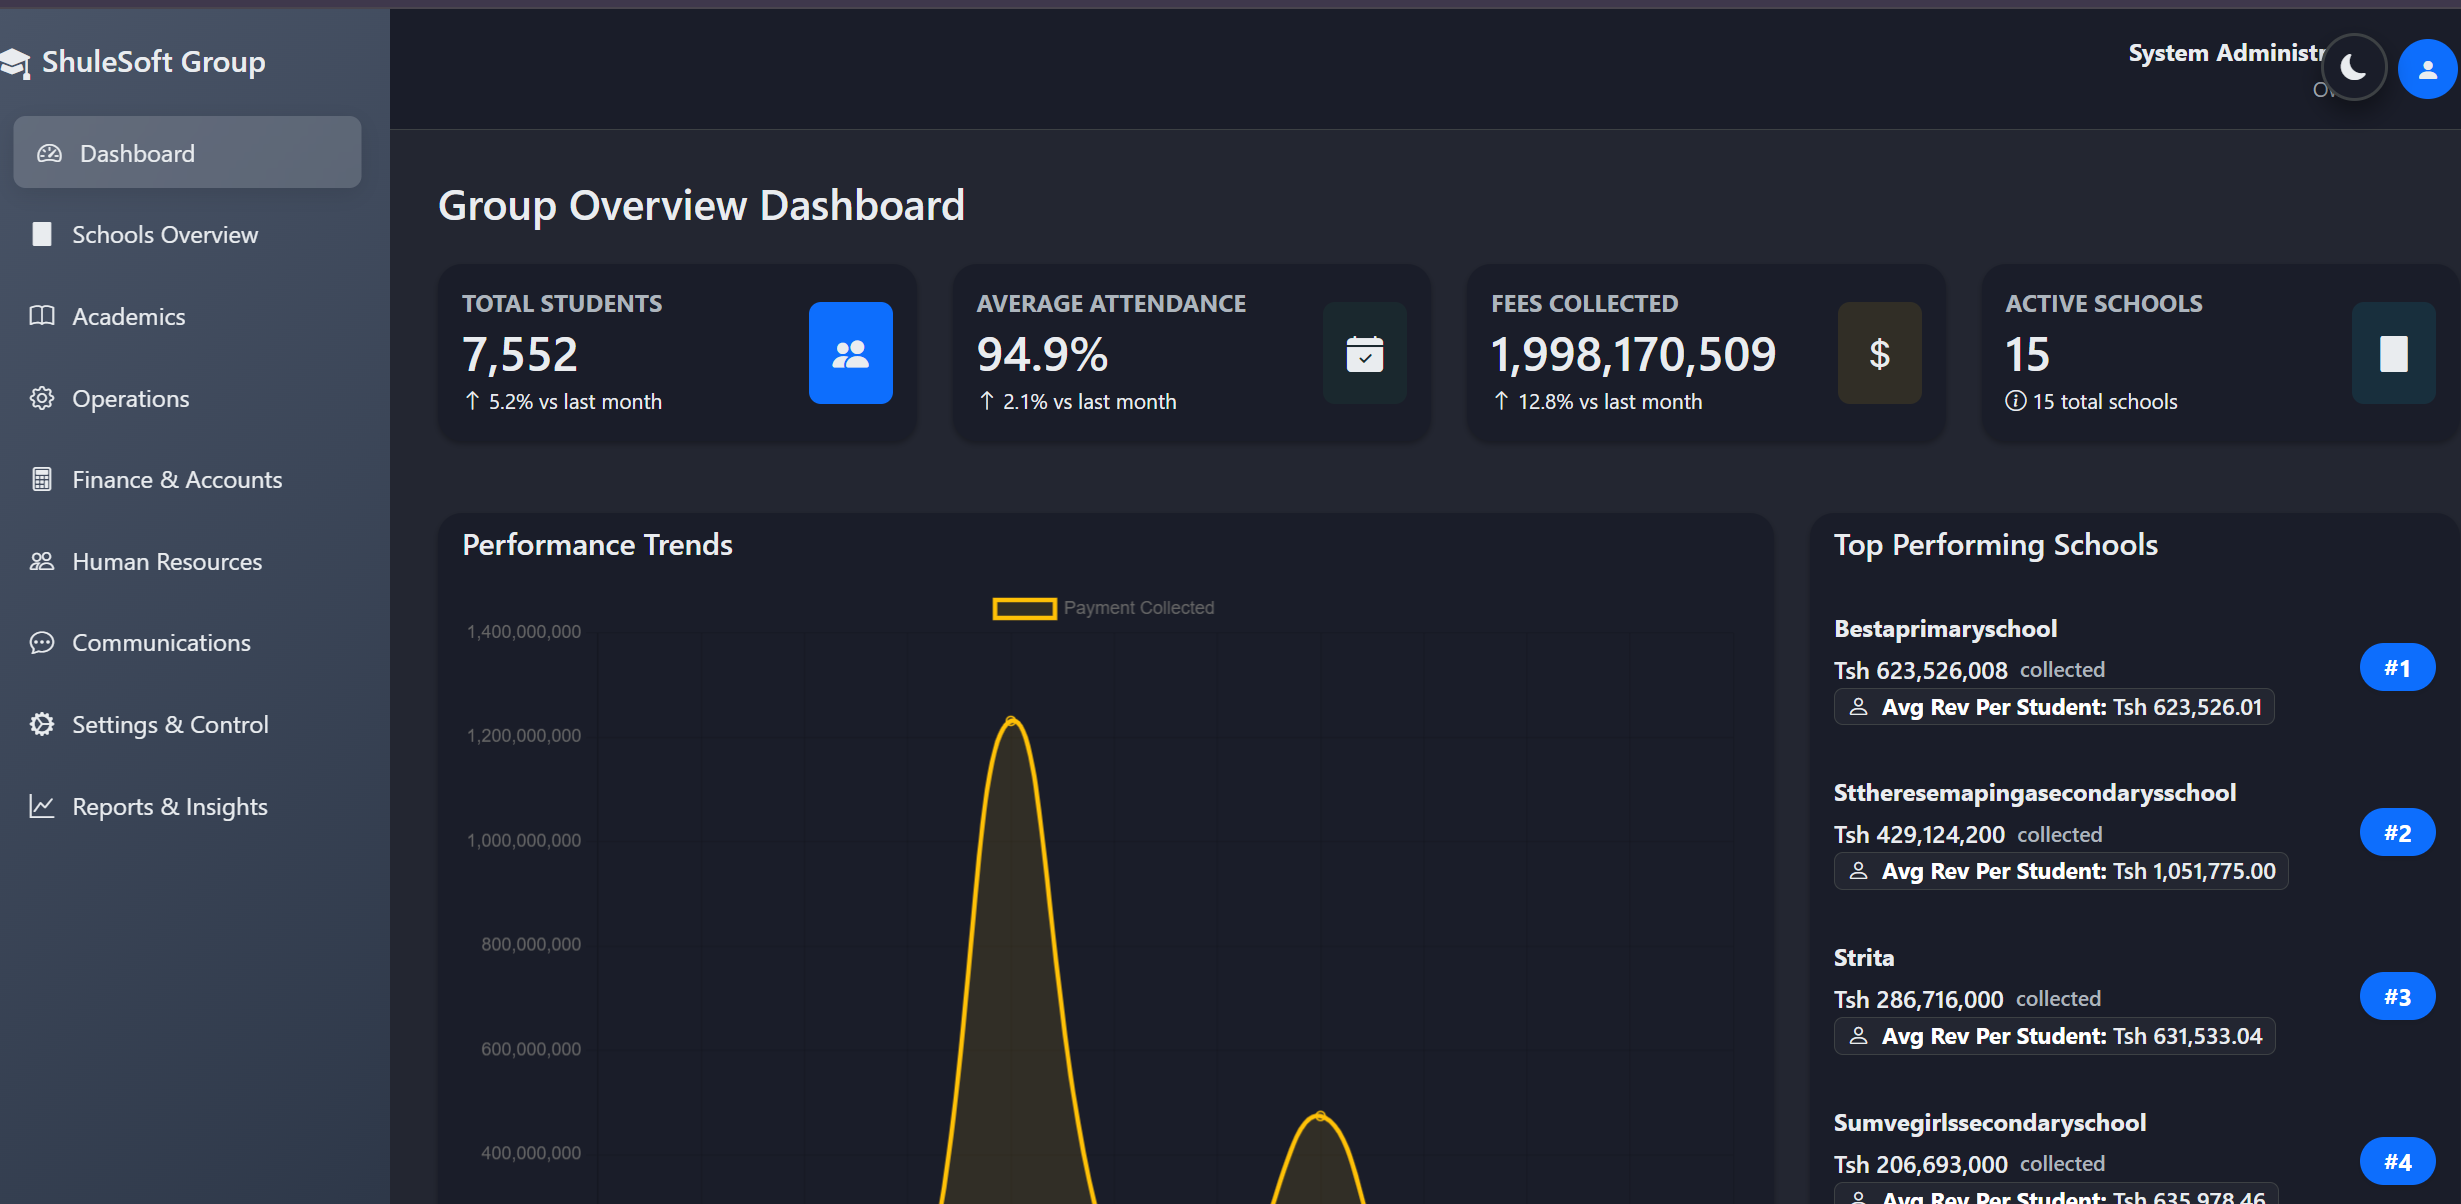 ShuleSoft Group
System Administr
Dashboard
Schools Overview
Academics
Operations
Finance & Accounts
Human Resources
Communications
Settings & Control
Reports & Insights
Group Overview Dashboard
TOTAL STUDENTS
7,552
↑ 5.2% vs last month
AVERAGE ATTENDANCE
94.9%
↑ 2.1% vs last month
FEES COLLECTED
1,998,170,509
↑ 12.8% vs last month
$
ACTIVE SCHOOLS
15
15 total schools
Performance Trends
Payment Collected
1,400,000,000
1,200,000,000
1,000,000,000
800,000,000
600,000,000
400,000,000
Top Performing Schools
Bestaprimaryschool
Tsh 623,526,008 collected
Avg Rev Per Student: Tsh 623,526.01
#1
Sttheresemapingasecondarysschool
Tsh 429,124,200 collected
Avg Rev Per Student: Tsh 1,051,775.00
#2
Strita
Tsh 286,716,000 collected
Avg Rev Per Student: Tsh 631,533.04
#3
Sumvegirlssecondaryschool
Tsh 206,693,000 collected
Avg Rev Per Student: Tsh 635,978.46
#4